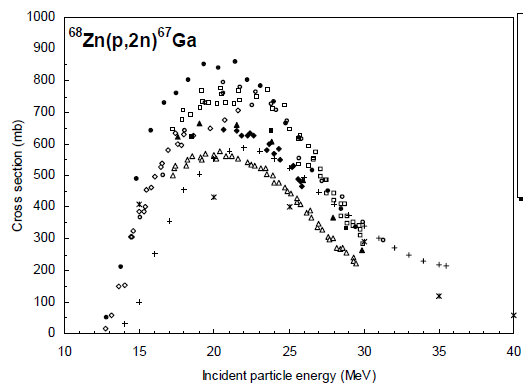 1000
900
800
700
600
500
400
300
200
100
0
Cross section (mb)
⁶⁸Zn(p,2n)⁶⁷Ga
10 15 20 25 30 35 40
Incident particle energy (MeV)